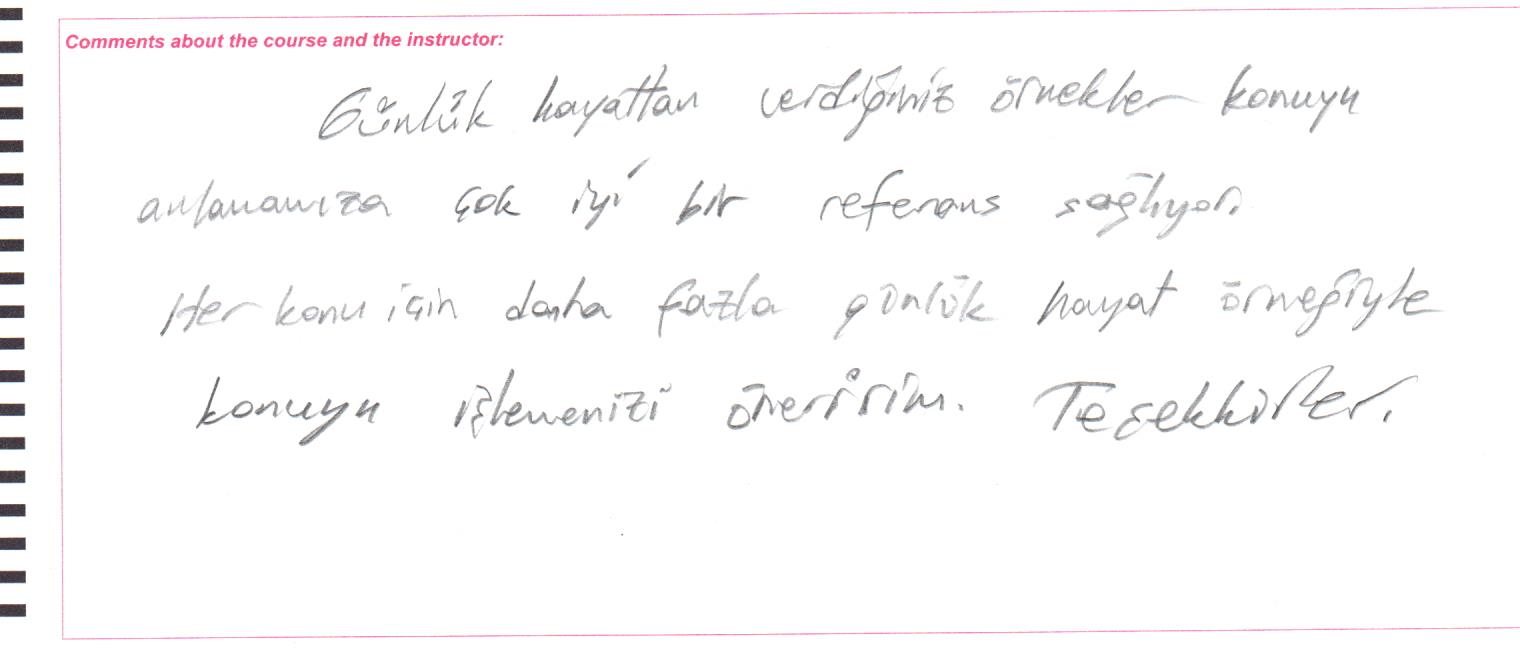 Comments about the course and the instructor:
Günlük hayattan verdiğiniz örnekler konuyu
anlamamıza çok iyi bir referans sağlıyor.
Her konu için daha fazla günlük hayat örneğiyle
konuyu işlemenizi öneririm. Teşekkürler.